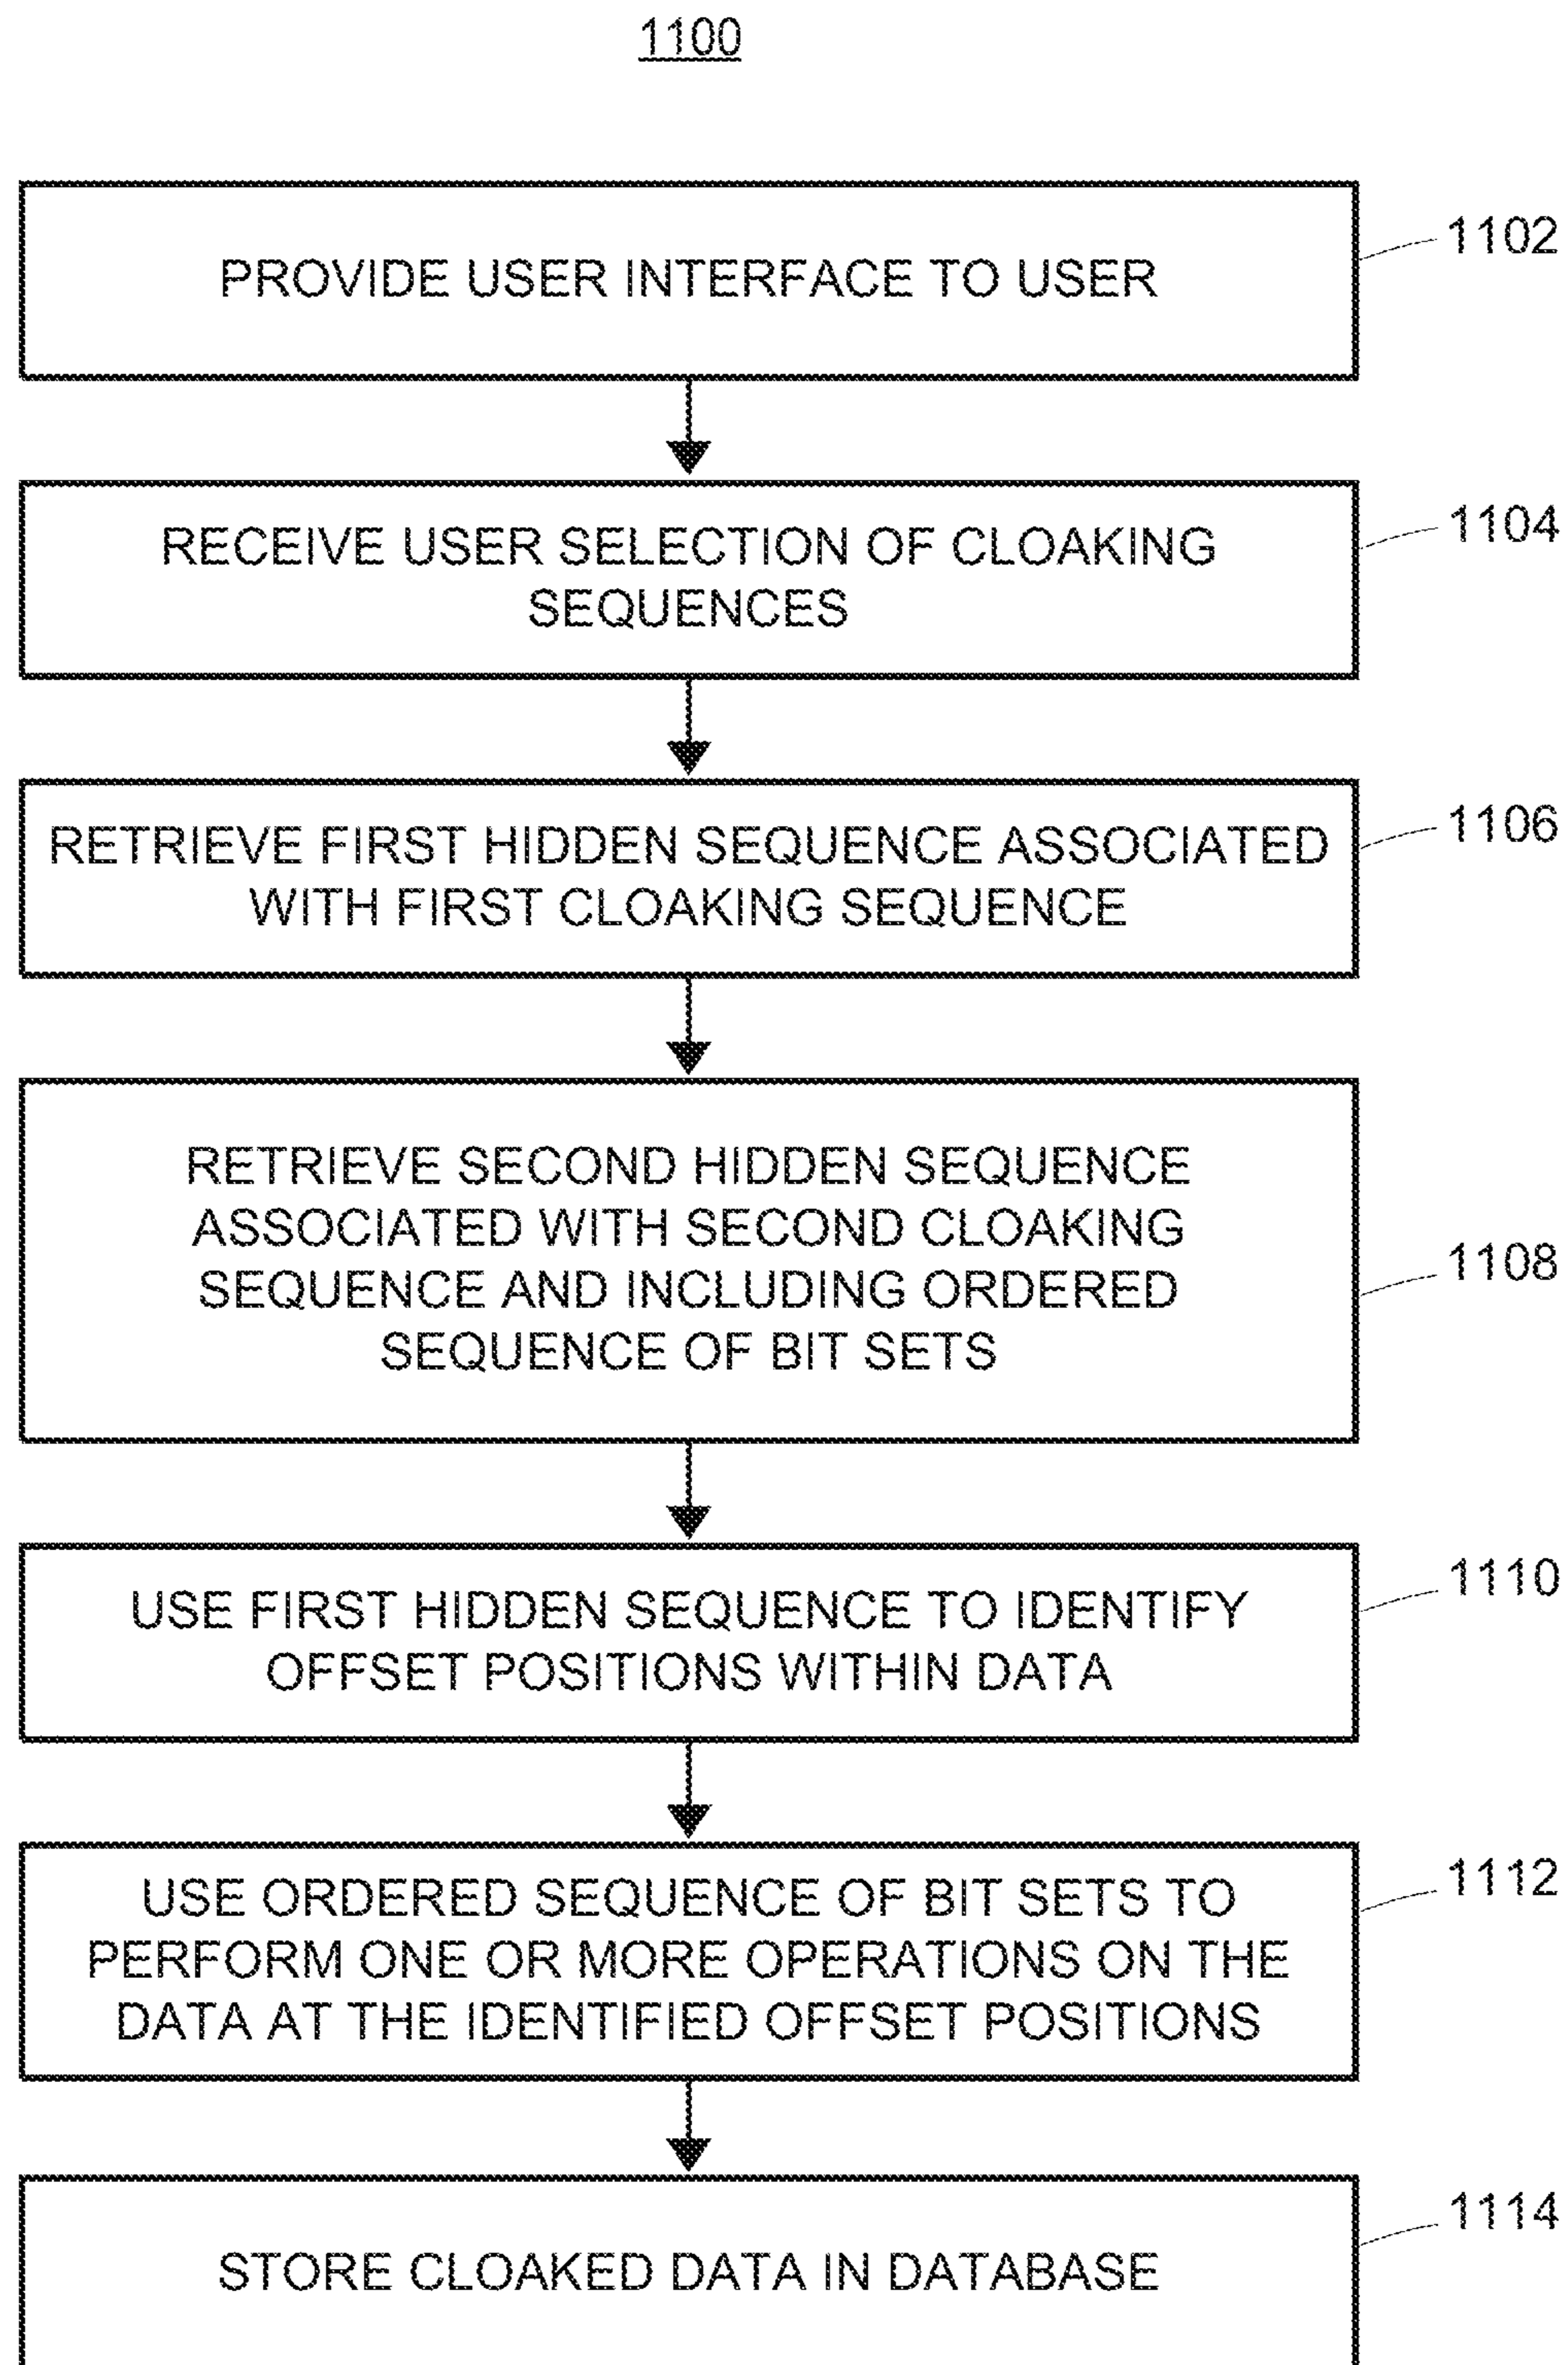 1100
PROVIDE USER INTERFACE TO USER
1102
RECEIVE USER SELECTION OF CLOAKING
SEQUENCES
1104
RETRIEVE FIRST HIDDEN SEQUENCE ASSOCIATED
WITH FIRST CLOAKING SEQUENCE
1106
RETRIEVE SECOND HIDDEN SEQUENCE
ASSOCIATED WITH SECOND CLOAKING
SEQUENCE AND INCLUDING ORDERED
SEQUENCE OF BIT SETS
1108
USE FIRST HIDDEN SEQUENCE TO IDENTIFY
OFFSET POSITIONS WITHIN DATA
1110
USE ORDERED SEQUENCE OF BIT SETS TO
PERFORM ONE OR MORE OPERATIONS ON THE
DATA AT THE IDENTIFIED OFFSET POSITIONS
1112
STORE CLOAKED DATA IN DATABASE
1114